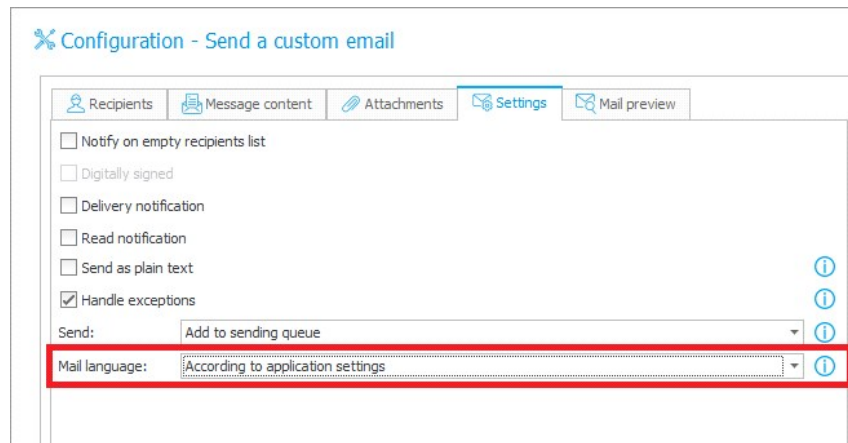 Configuration - Send a custom email
Recipients Message content Attachments Settings Mail preview
Notify on empty recipients list
Digitally signed
Delivery notification
Read notification
Send as plain text
Handle exceptions
Send: Add to sending queue
Mail language: According to application settings